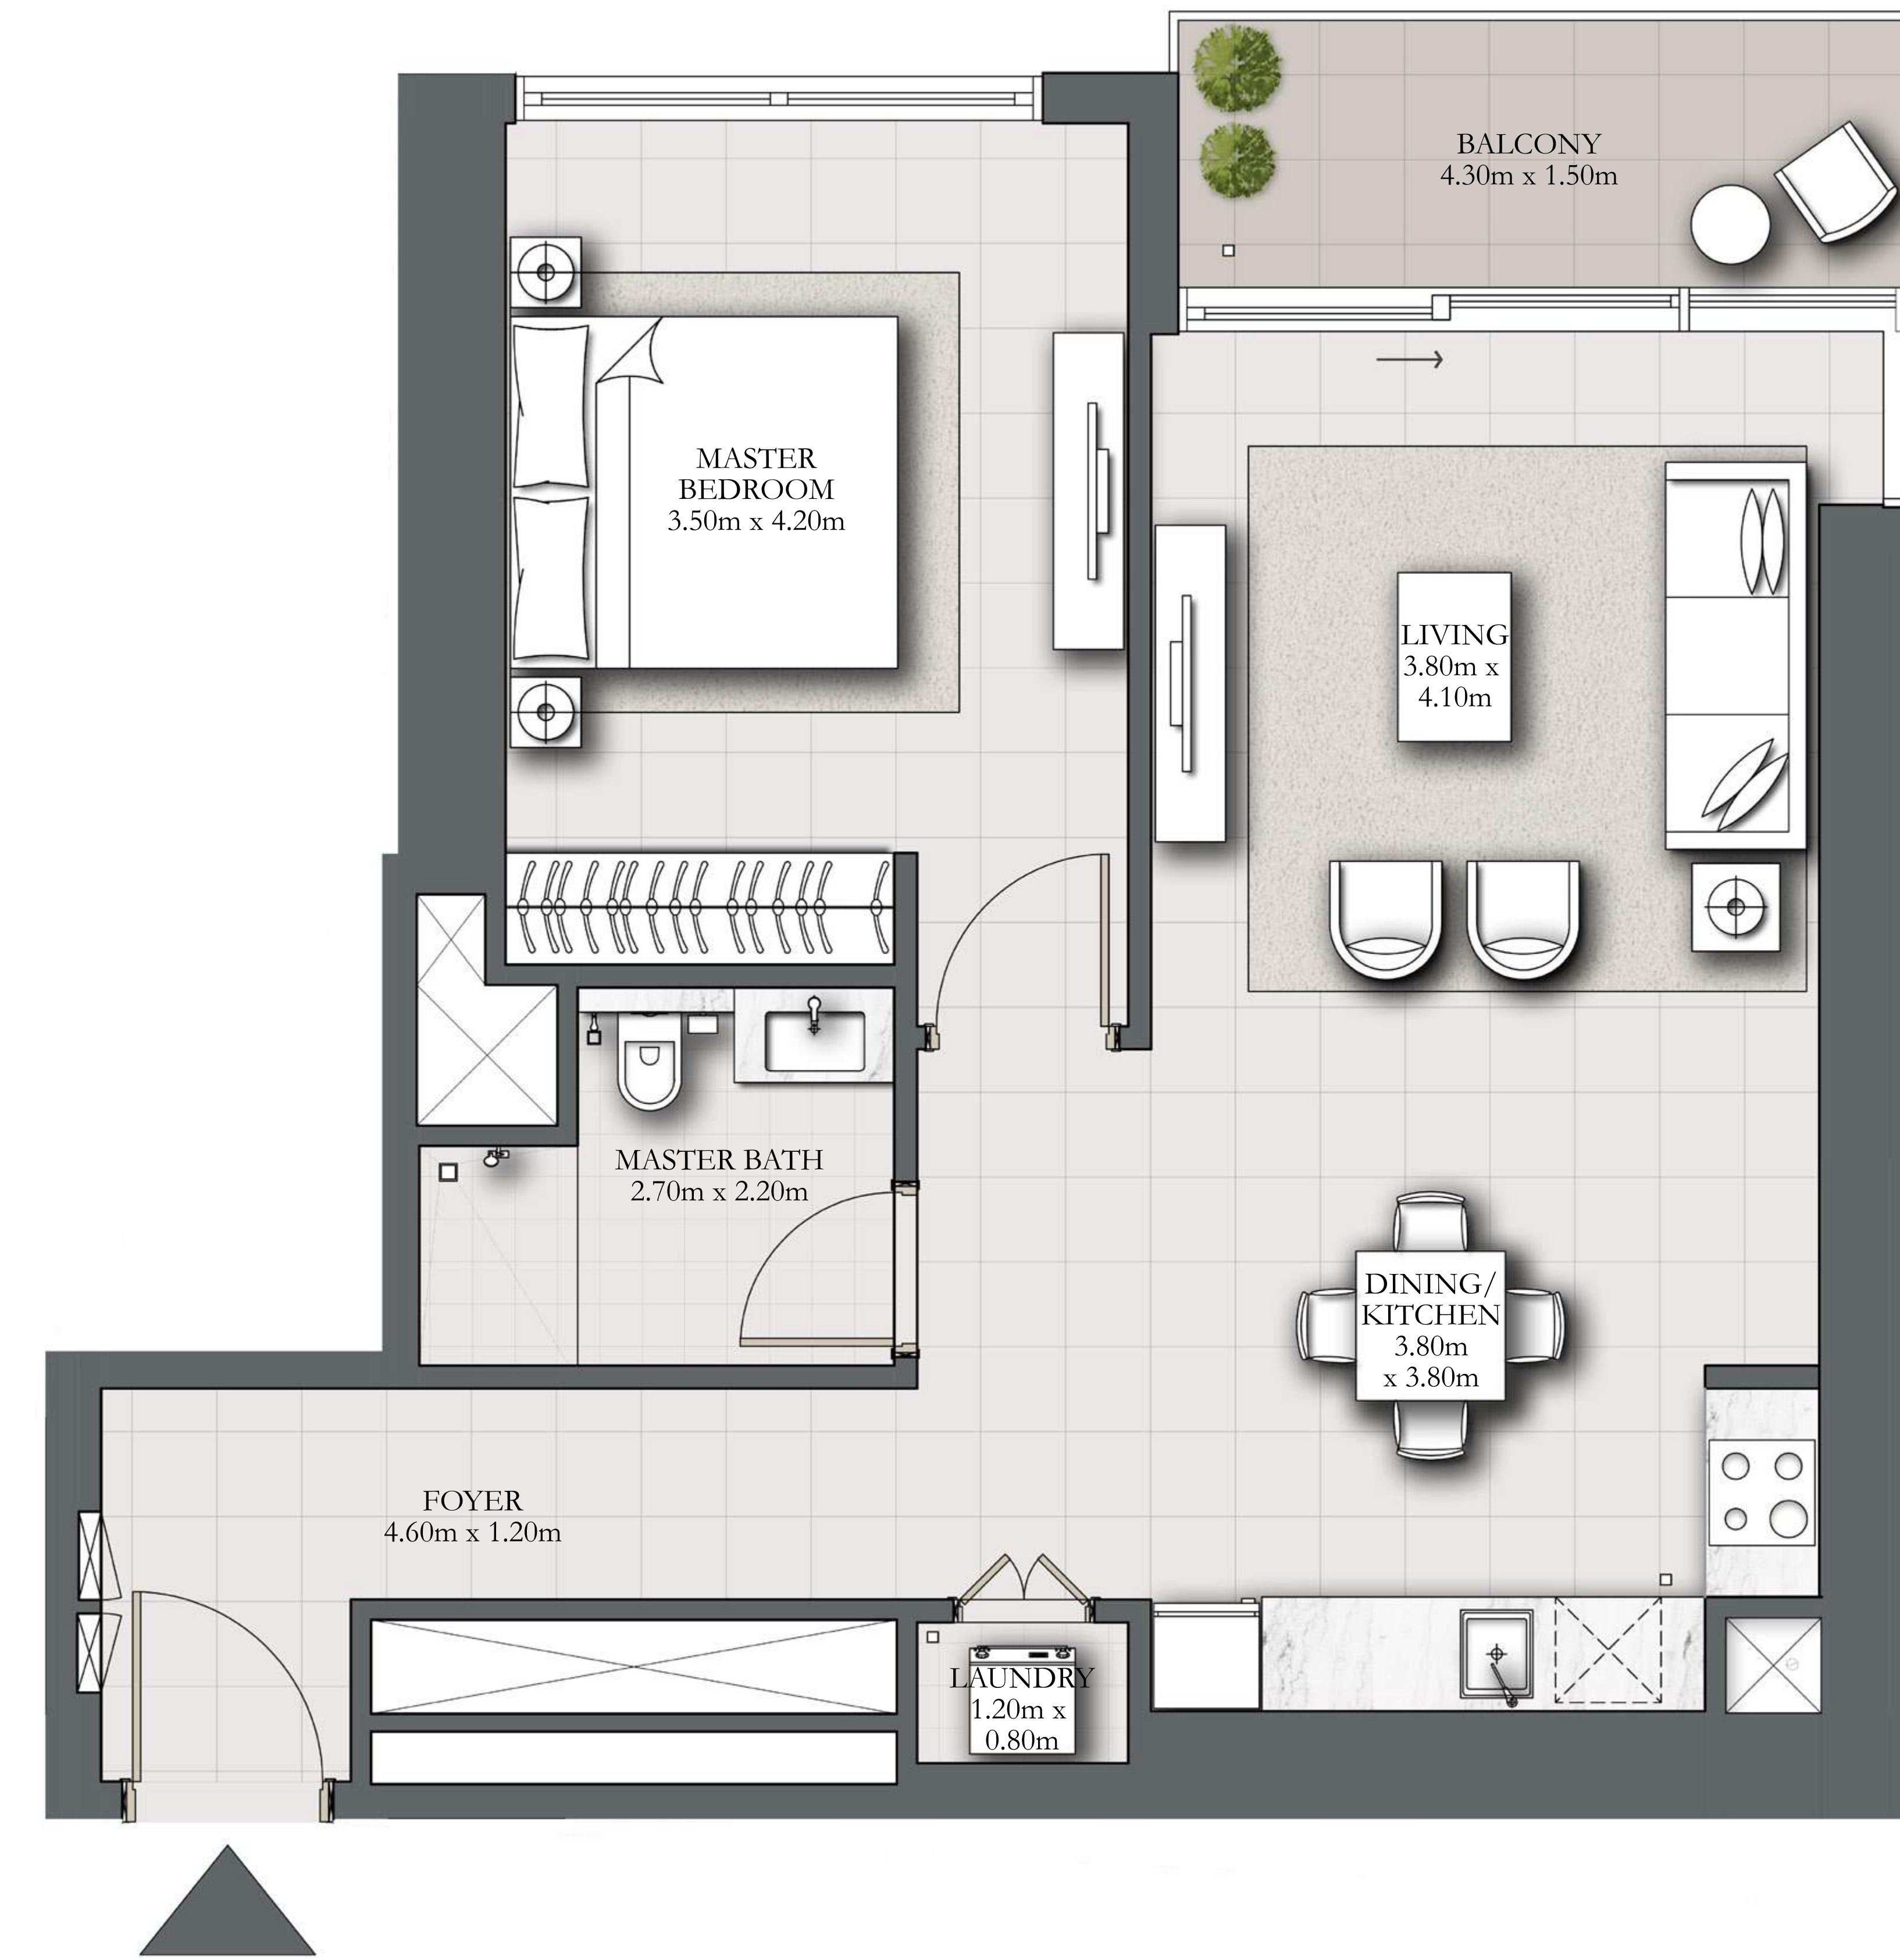 BALCONY
4.30m x 1.50m
MASTER
BEDROOM
3.50m x 4.20m
LIVING
3.80m x
4.10m
MASTER BATH
2.70m x 2.20m
DINING/
KITCHEN
3.80m
x 3.80m
FOYER
4.60m x 1.20m
LAUNDRY
1.20m x
0.80m